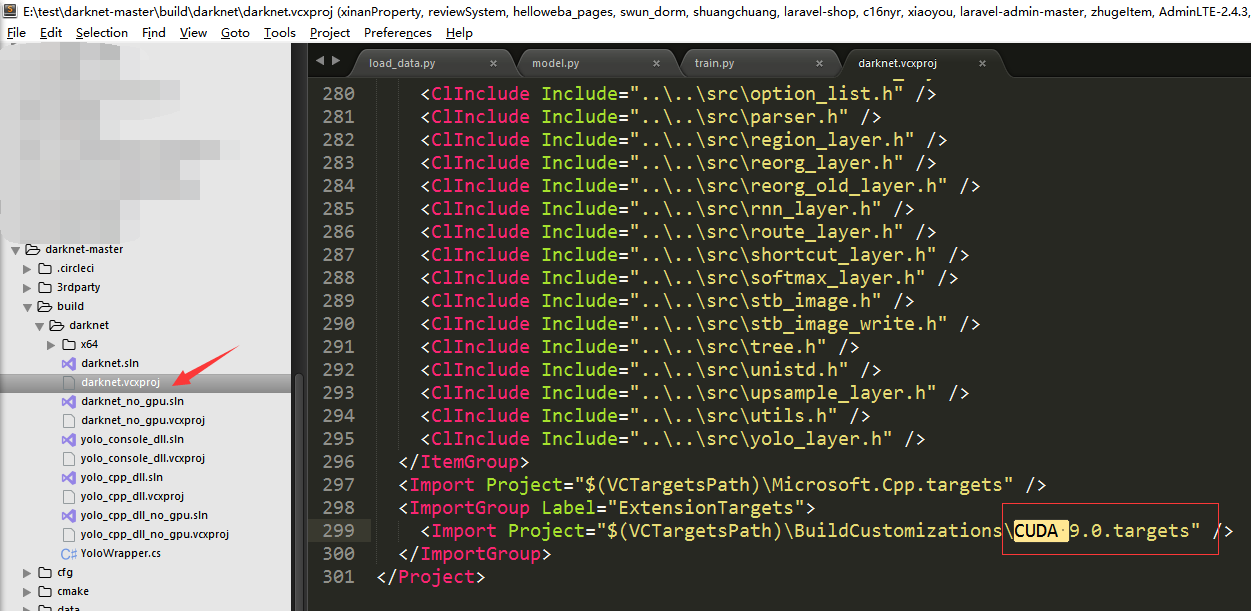 E:\test\darknet-master\build\darknet\darknet.vcxproj (xinanProperty, reviewSystem, helloweba_pages, swun_dorm, shuangchuang, laravel-shop, c16nyr, xiaoyou, laravel-admin-master, zhugeItem, AdminLTE-2.4.3,
File Edit Selection Find View Goto Tools Project Preferences Help
load_data.py × model.py × train.py × darknet.vcxproj ×
darknet-master
.circleci
3rdparty
build
darknet
x64
darknet.sln
darknet.vcxproj
darknet_no_gpu.sln
darknet_no_gpu.vcxproj
yolo_console_dll.sln
yolo_console_dll.vcxproj
yolo_cpp_dll.sln
yolo_cpp_dll.vcxproj
yolo_cpp_dll_no_gpu.sln
yolo_cpp_dll_no_gpu.vcxproj
YoloWrapper.cs
cfg
cmake
data
280 <ClInclude Include="..\..\src\option_list.h" />
281 <ClInclude Include="..\..\src\parser.h" />
282 <ClInclude Include="..\..\src\region_layer.h" />
283 <ClInclude Include="..\..\src\reorg_layer.h" />
284 <ClInclude Include="..\..\src\reorg_old_layer.h" />
285 <ClInclude Include="..\..\src\rnn_layer.h" />
286 <ClInclude Include="..\..\src\route_layer.h" />
287 <ClInclude Include="..\..\src\shortcut_layer.h" />
288 <ClInclude Include="..\..\src\softmax_layer.h" />
289 <ClInclude Include="..\..\src\stb_image.h" />
290 <ClInclude Include="..\..\src\stb_image_write.h" />
291 <ClInclude Include="..\..\src\tree.h" />
292 <ClInclude Include="..\..\src\unistd.h" />
293 <ClInclude Include="..\..\src\upsample_layer.h" />
294 <ClInclude Include="..\..\src\utils.h" />
295 <ClInclude Include="..\..\src\yolo_layer.h" />
296 </ItemGroup>
297 <Import Project="$(VCTargetsPath)\Microsoft.Cpp.targets" />
298 <ImportGroup Label="ExtensionTargets">
299 <Import Project="$(VCTargetsPath)\BuildCustomizations\CUDA 9.0.targets" />
300 </ImportGroup>
301 </Project>